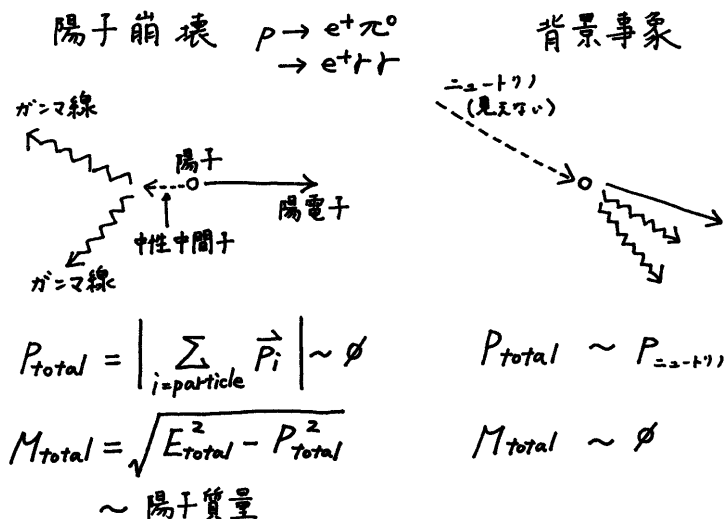 陽子崩壊
p → e⁺π⁰
→ e⁺γγ
ガンマ線
陽子
陽電子
中性中間子
ガンマ線
P_total = | Σ_{i=particle} \vec{P_i} | ~ ∅
M_total = √(E²_total - P²_total)
~ 陽子質量
背景事象
ニュートリノ
(見えない)
P_total ~ P_ニュートリノ
M_total ~ ∅